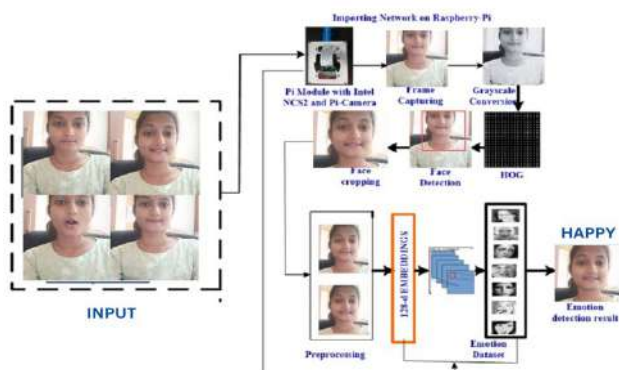 Importing Network on Raspberry-Pi
Pi Module with Intel
NCS2 and Pi-Camera
Frame
Capturing
Grayscale
Conversion
Face
cropping
Face
Detection
HOG
INPUT
Preprocessing
128-d EMBEDDINGS
Emotion
Dataset
HAPPY
Emotion
detection result